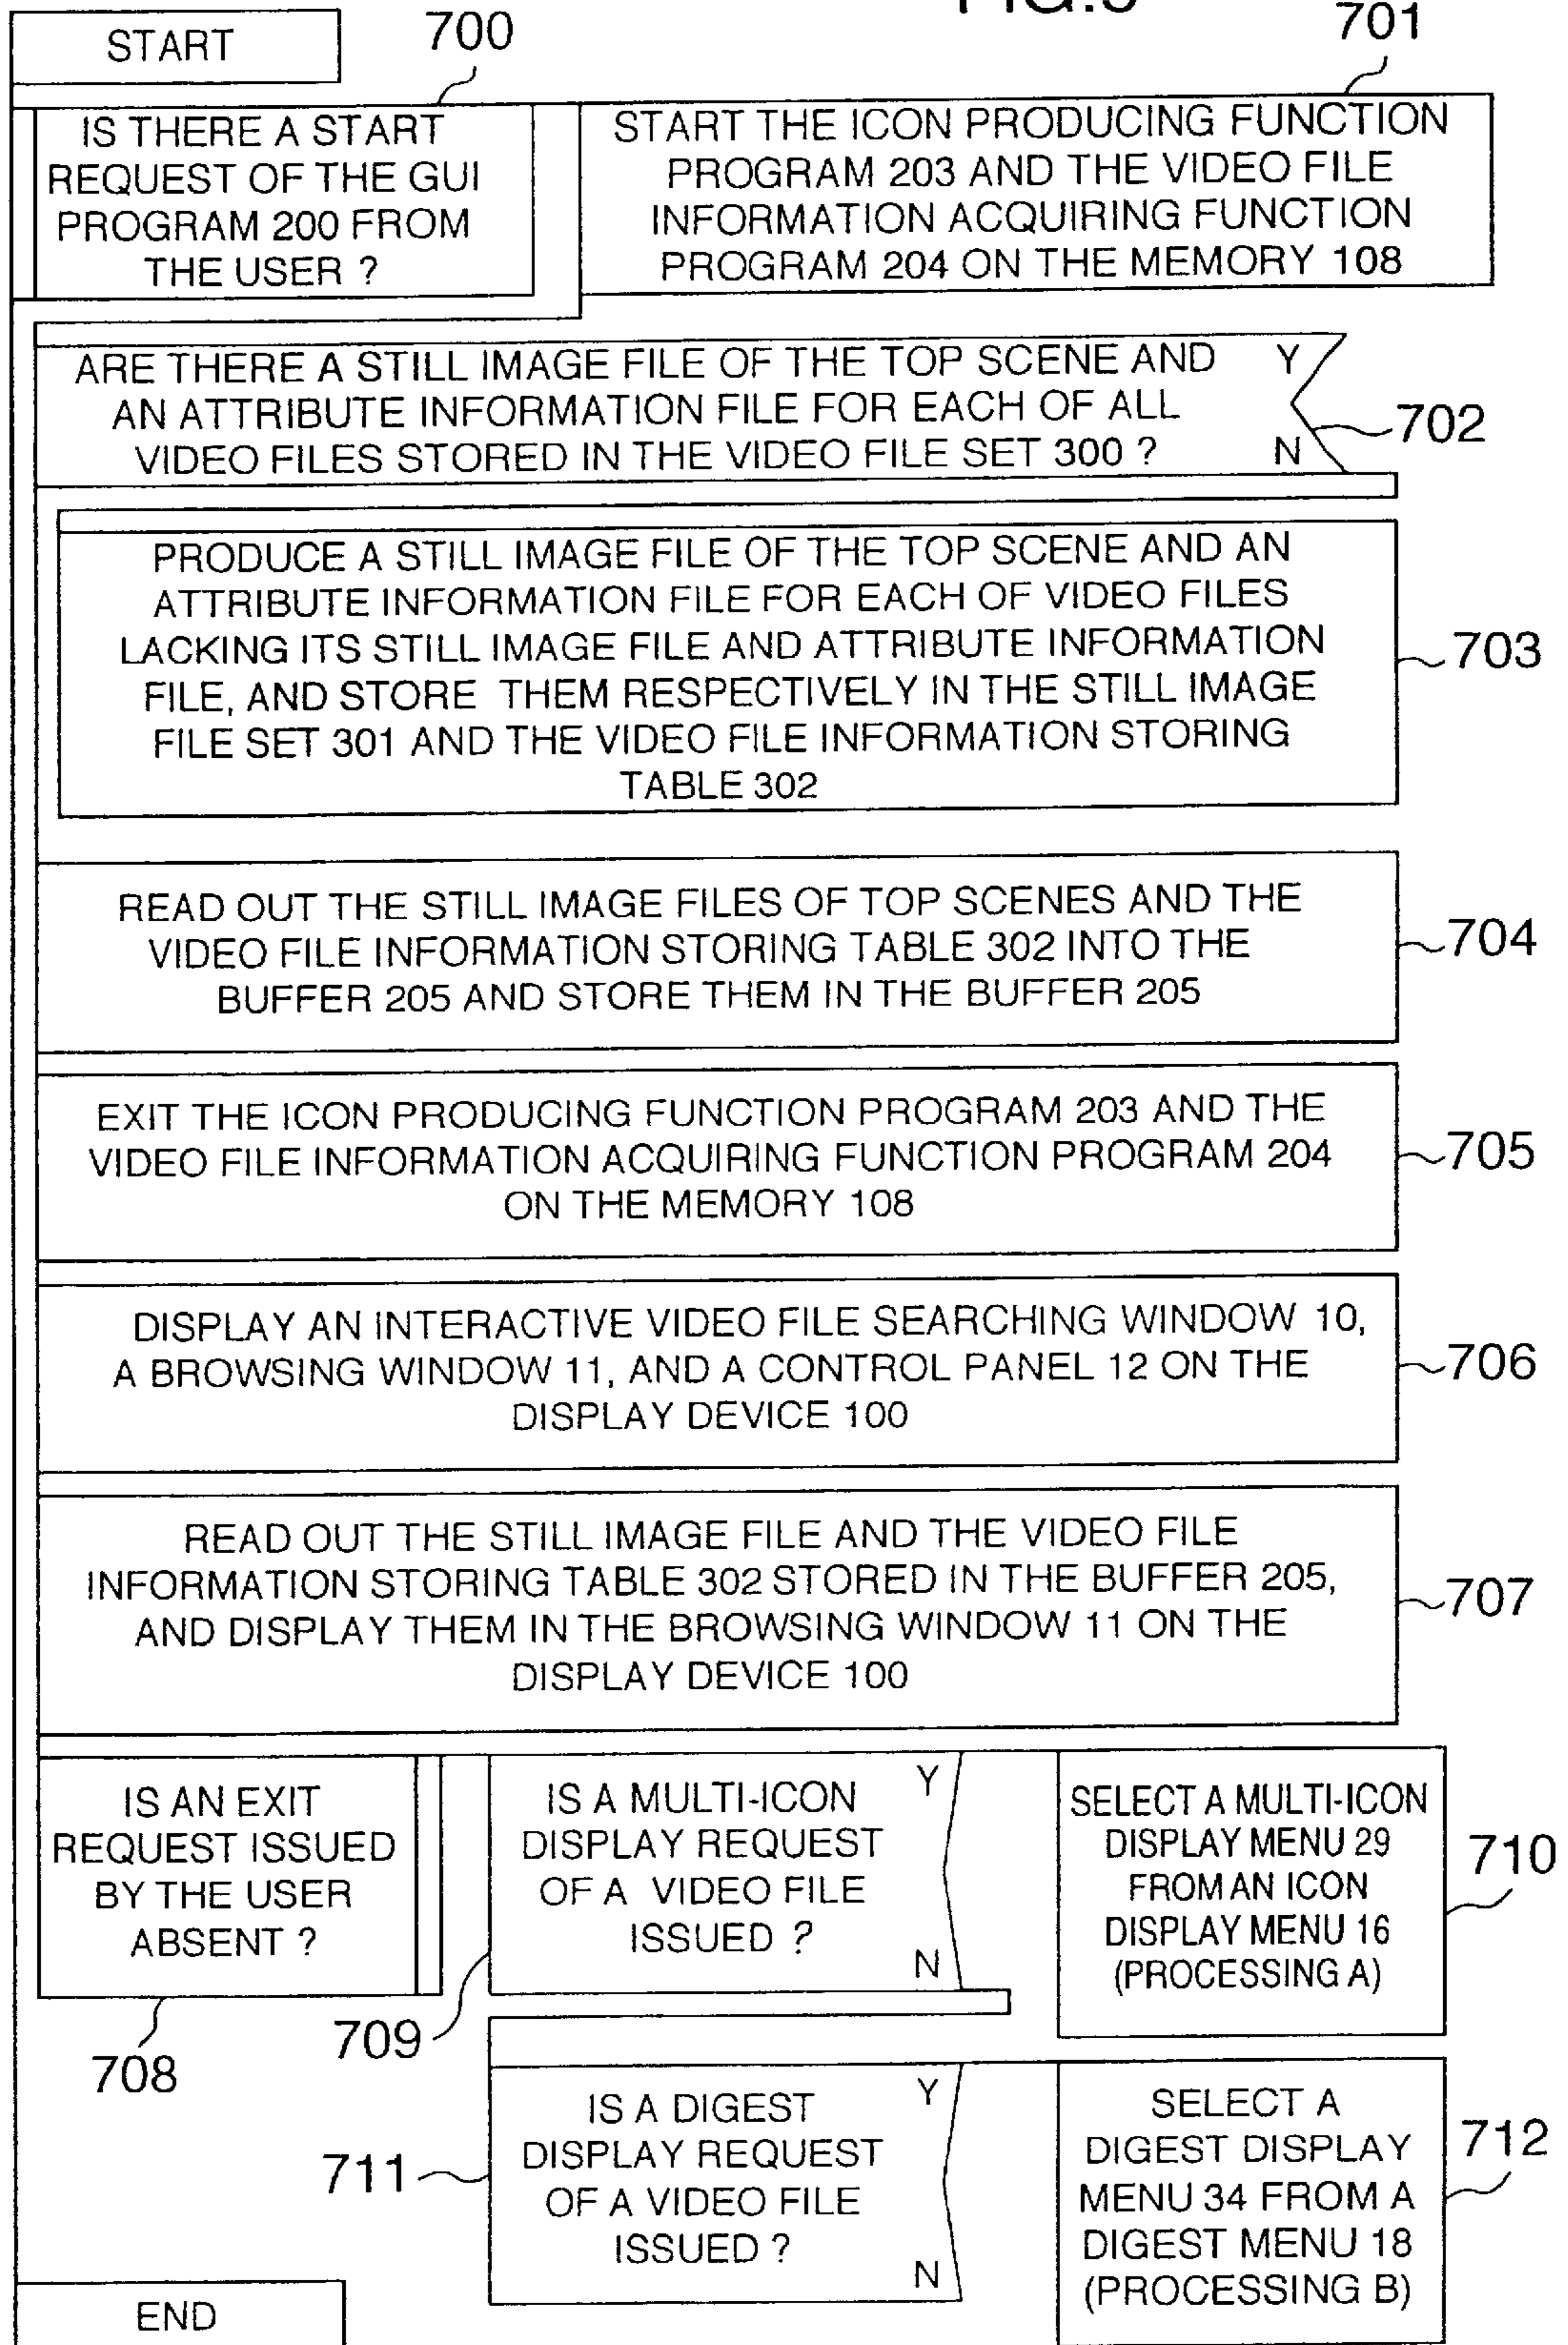 START
700
701
IS THERE A START
REQUEST OF THE GUI
PROGRAM 200 FROM
THE USER ?
START THE ICON PRODUCING FUNCTION
PROGRAM 203 AND THE VIDEO FILE
INFORMATION ACQUIRING FUNCTION
PROGRAM 204 ON THE MEMORY 108
ARE THERE A STILL IMAGE FILE OF THE TOP SCENE AND
AN ATTRIBUTE INFORMATION FILE FOR EACH OF ALL
VIDEO FILES STORED IN THE VIDEO FILE SET 300 ?
Y
N
702
PRODUCE A STILL IMAGE FILE OF THE TOP SCENE AND AN
ATTRIBUTE INFORMATION FILE FOR EACH OF VIDEO FILES
LACKING ITS STILL IMAGE FILE AND ATTRIBUTE INFORMATION
FILE, AND STORE THEM RESPECTIVELY IN THE STILL IMAGE
FILE SET 301 AND THE VIDEO FILE INFORMATION STORING
TABLE 302
703
READ OUT THE STILL IMAGE FILES OF TOP SCENES AND THE
VIDEO FILE INFORMATION STORING TABLE 302 INTO THE
BUFFER 205 AND STORE THEM IN THE BUFFER 205
704
EXIT THE ICON PRODUCING FUNCTION PROGRAM 203 AND THE
VIDEO FILE INFORMATION ACQUIRING FUNCTION PROGRAM 204
ON THE MEMORY 108
705
DISPLAY AN INTERACTIVE VIDEO FILE SEARCHING WINDOW 10,
A BROWSING WINDOW 11, AND A CONTROL PANEL 12 ON THE
DISPLAY DEVICE 100
706
READ OUT THE STILL IMAGE FILE AND THE VIDEO FILE
INFORMATION STORING TABLE 302 STORED IN THE BUFFER 205,
AND DISPLAY THEM IN THE BROWSING WINDOW 11 ON THE
DISPLAY DEVICE 100
707
IS AN EXIT
REQUEST ISSUED
BY THE USER
ABSENT ?
708
IS A MULTI-ICON
DISPLAY REQUEST
OF A VIDEO FILE
ISSUED ?
Y
N
709
SELECT A MULTI-ICON
DISPLAY MENU 29
FROM AN ICON
DISPLAY MENU 16
(PROCESSING A)
710
IS A DIGEST
DISPLAY REQUEST
OF A VIDEO FILE
ISSUED ?
Y
N
711
SELECT A
DIGEST DISPLAY
MENU 34 FROM A
DIGEST MENU 18
(PROCESSING B)
712
END